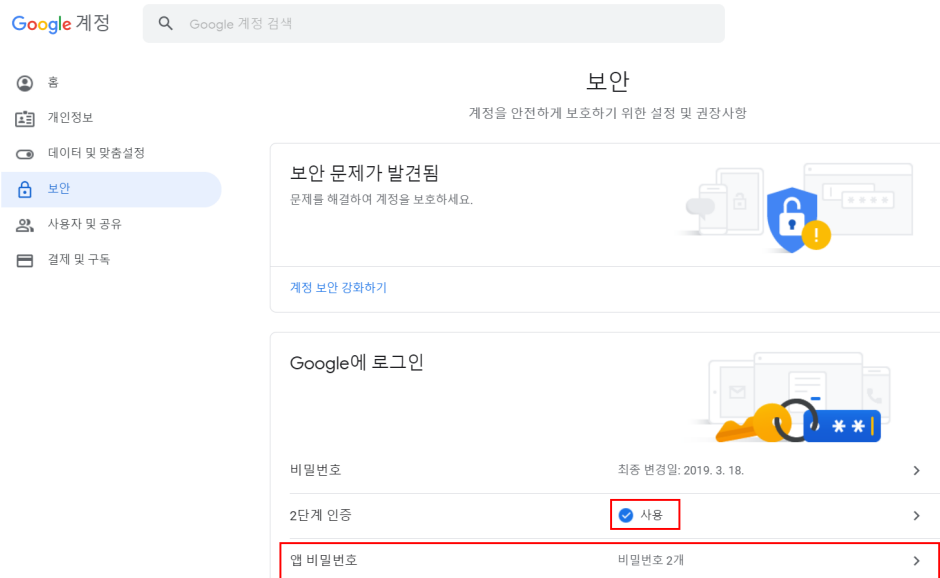 Google 계정
Google 계정 검색
홈
개인정보
데이터 및 맞춤설정
보안
사용자 및 공유
결제 및 구독
보안
계정을 안전하게 보호하기 위한 설정 및 권장사항
보안 문제가 발견됨
문제를 해결하여 계정을 보호하세요.
계정 보안 강화하기
Google에 로그인
비밀번호 최종 변경일: 2019. 3. 18.
2단계 인증 사용
앱 비밀번호 비밀번호 2개